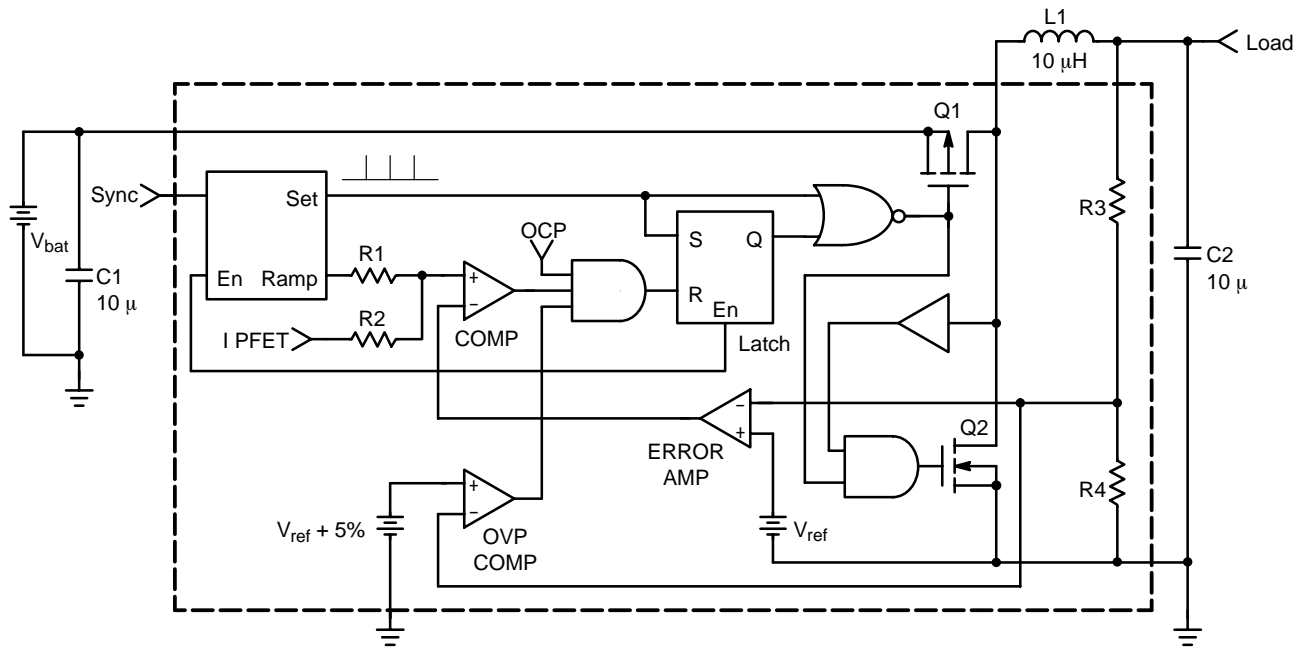 L1
10 μH
Load
Q1
Sync
Set
En
Ramp
V_bat
C1
10 μ
R1
R2
I PFET
+
−
COMP
OCP
S
Q
R
En
Latch
R3
C2
10 μ
−
+
ERROR
AMP
Q2
R4
V_ref + 5%
+
−
OVP
COMP
V_ref